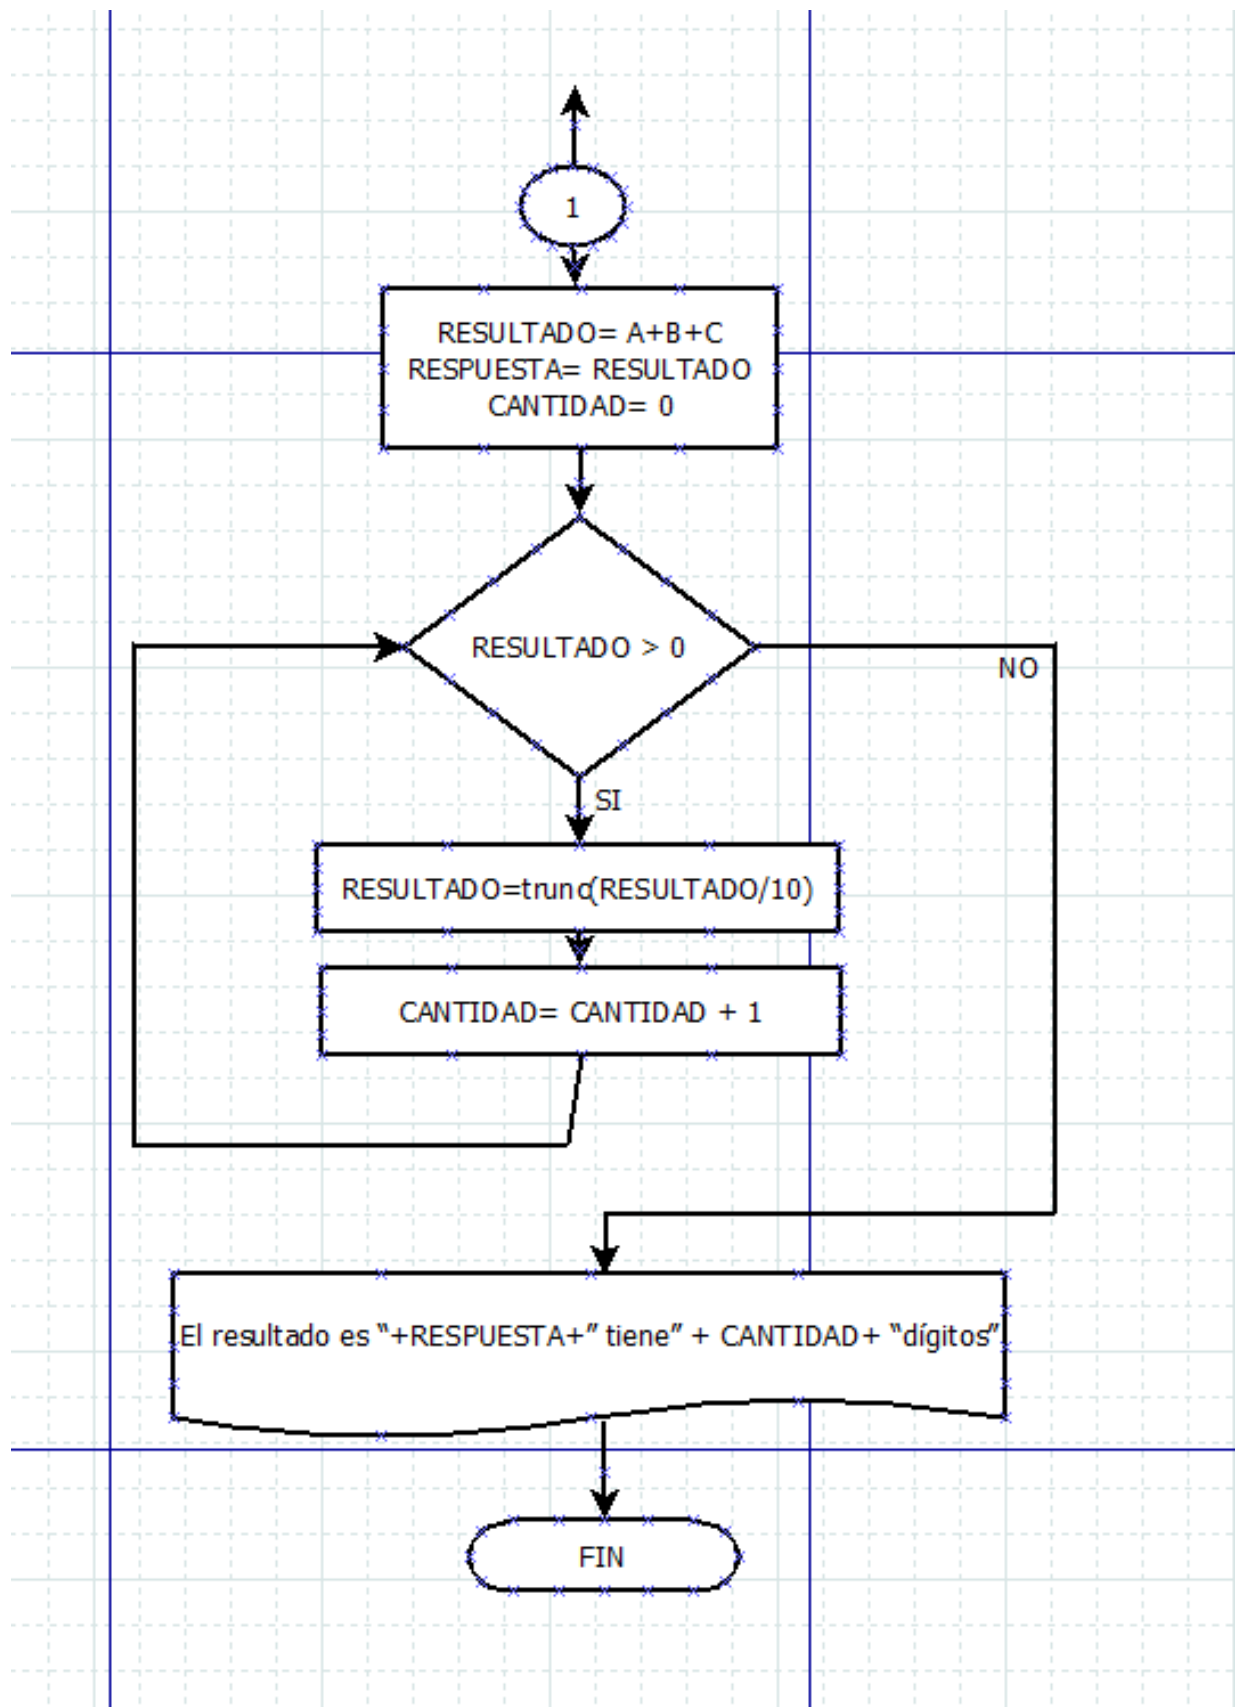 1
RESULTADO= A+B+C
RESPUESTA= RESULTADO
CANTIDAD= 0
RESULTADO > 0
NO
SI
RESULTADO=trunc(RESULTADO/10)
CANTIDAD= CANTIDAD + 1
El resultado es “+RESPUESTA+” tiene” + CANTIDAD+ “dígitos”
FIN